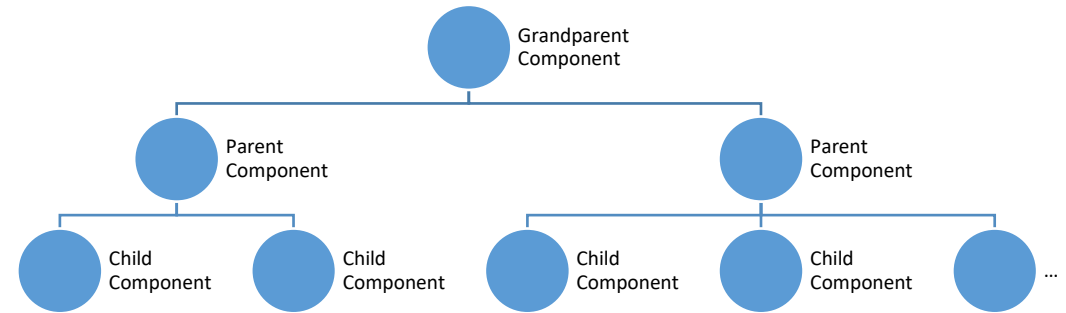 Grandparent
Component
Parent
Component
Parent
Component
Child
Component
Child
Component
Child
Component
Child
Component
...